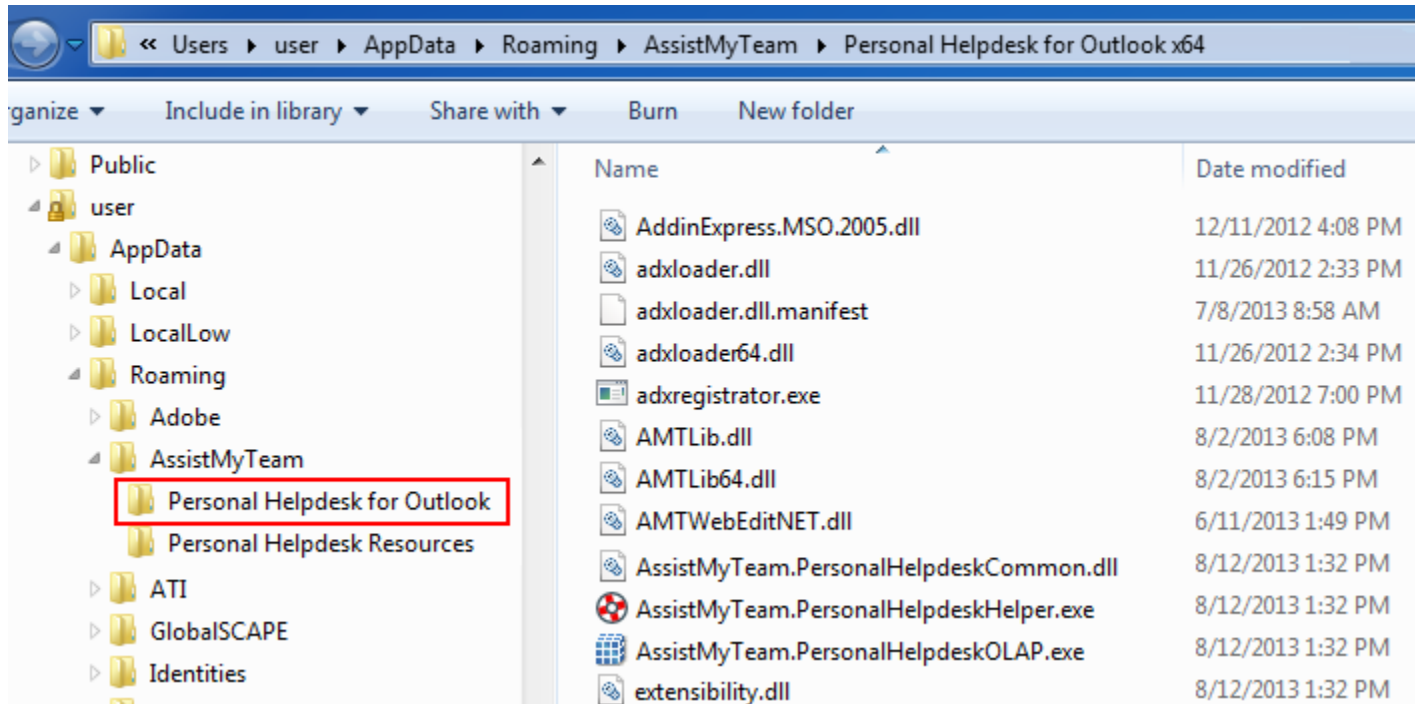 « Users ▸ user ▸ AppData ▸ Roaming ▸ AssistMyTeam ▸ Personal Helpdesk for Outlook x64
rganize Include in library Share with Burn New folder
Public
user
AppData
Local
LocalLow
Roaming
Adobe
AssistMyTeam
Personal Helpdesk for Outlook
Personal Helpdesk Resources
ATI
GlobalSCAPE
Identities
Name Date modified
AddinExpress.MSO.2005.dll 12/11/2012 4:08 PM
adxloader.dll 11/26/2012 2:33 PM
adxloader.dll.manifest 7/8/2013 8:58 AM
adxloader64.dll 11/26/2012 2:34 PM
adxregistrator.exe 11/28/2012 7:00 PM
AMTLib.dll 8/2/2013 6:08 PM
AMTLib64.dll 8/2/2013 6:15 PM
AMTWebEditNET.dll 6/11/2013 1:49 PM
AssistMyTeam.PersonalHelpdeskCommon.dll 8/12/2013 1:32 PM
AssistMyTeam.PersonalHelpdeskHelper.exe 8/12/2013 1:32 PM
AssistMyTeam.PersonalHelpdeskOLAP.exe 8/12/2013 1:32 PM
extensibility.dll 8/12/2013 1:32 PM